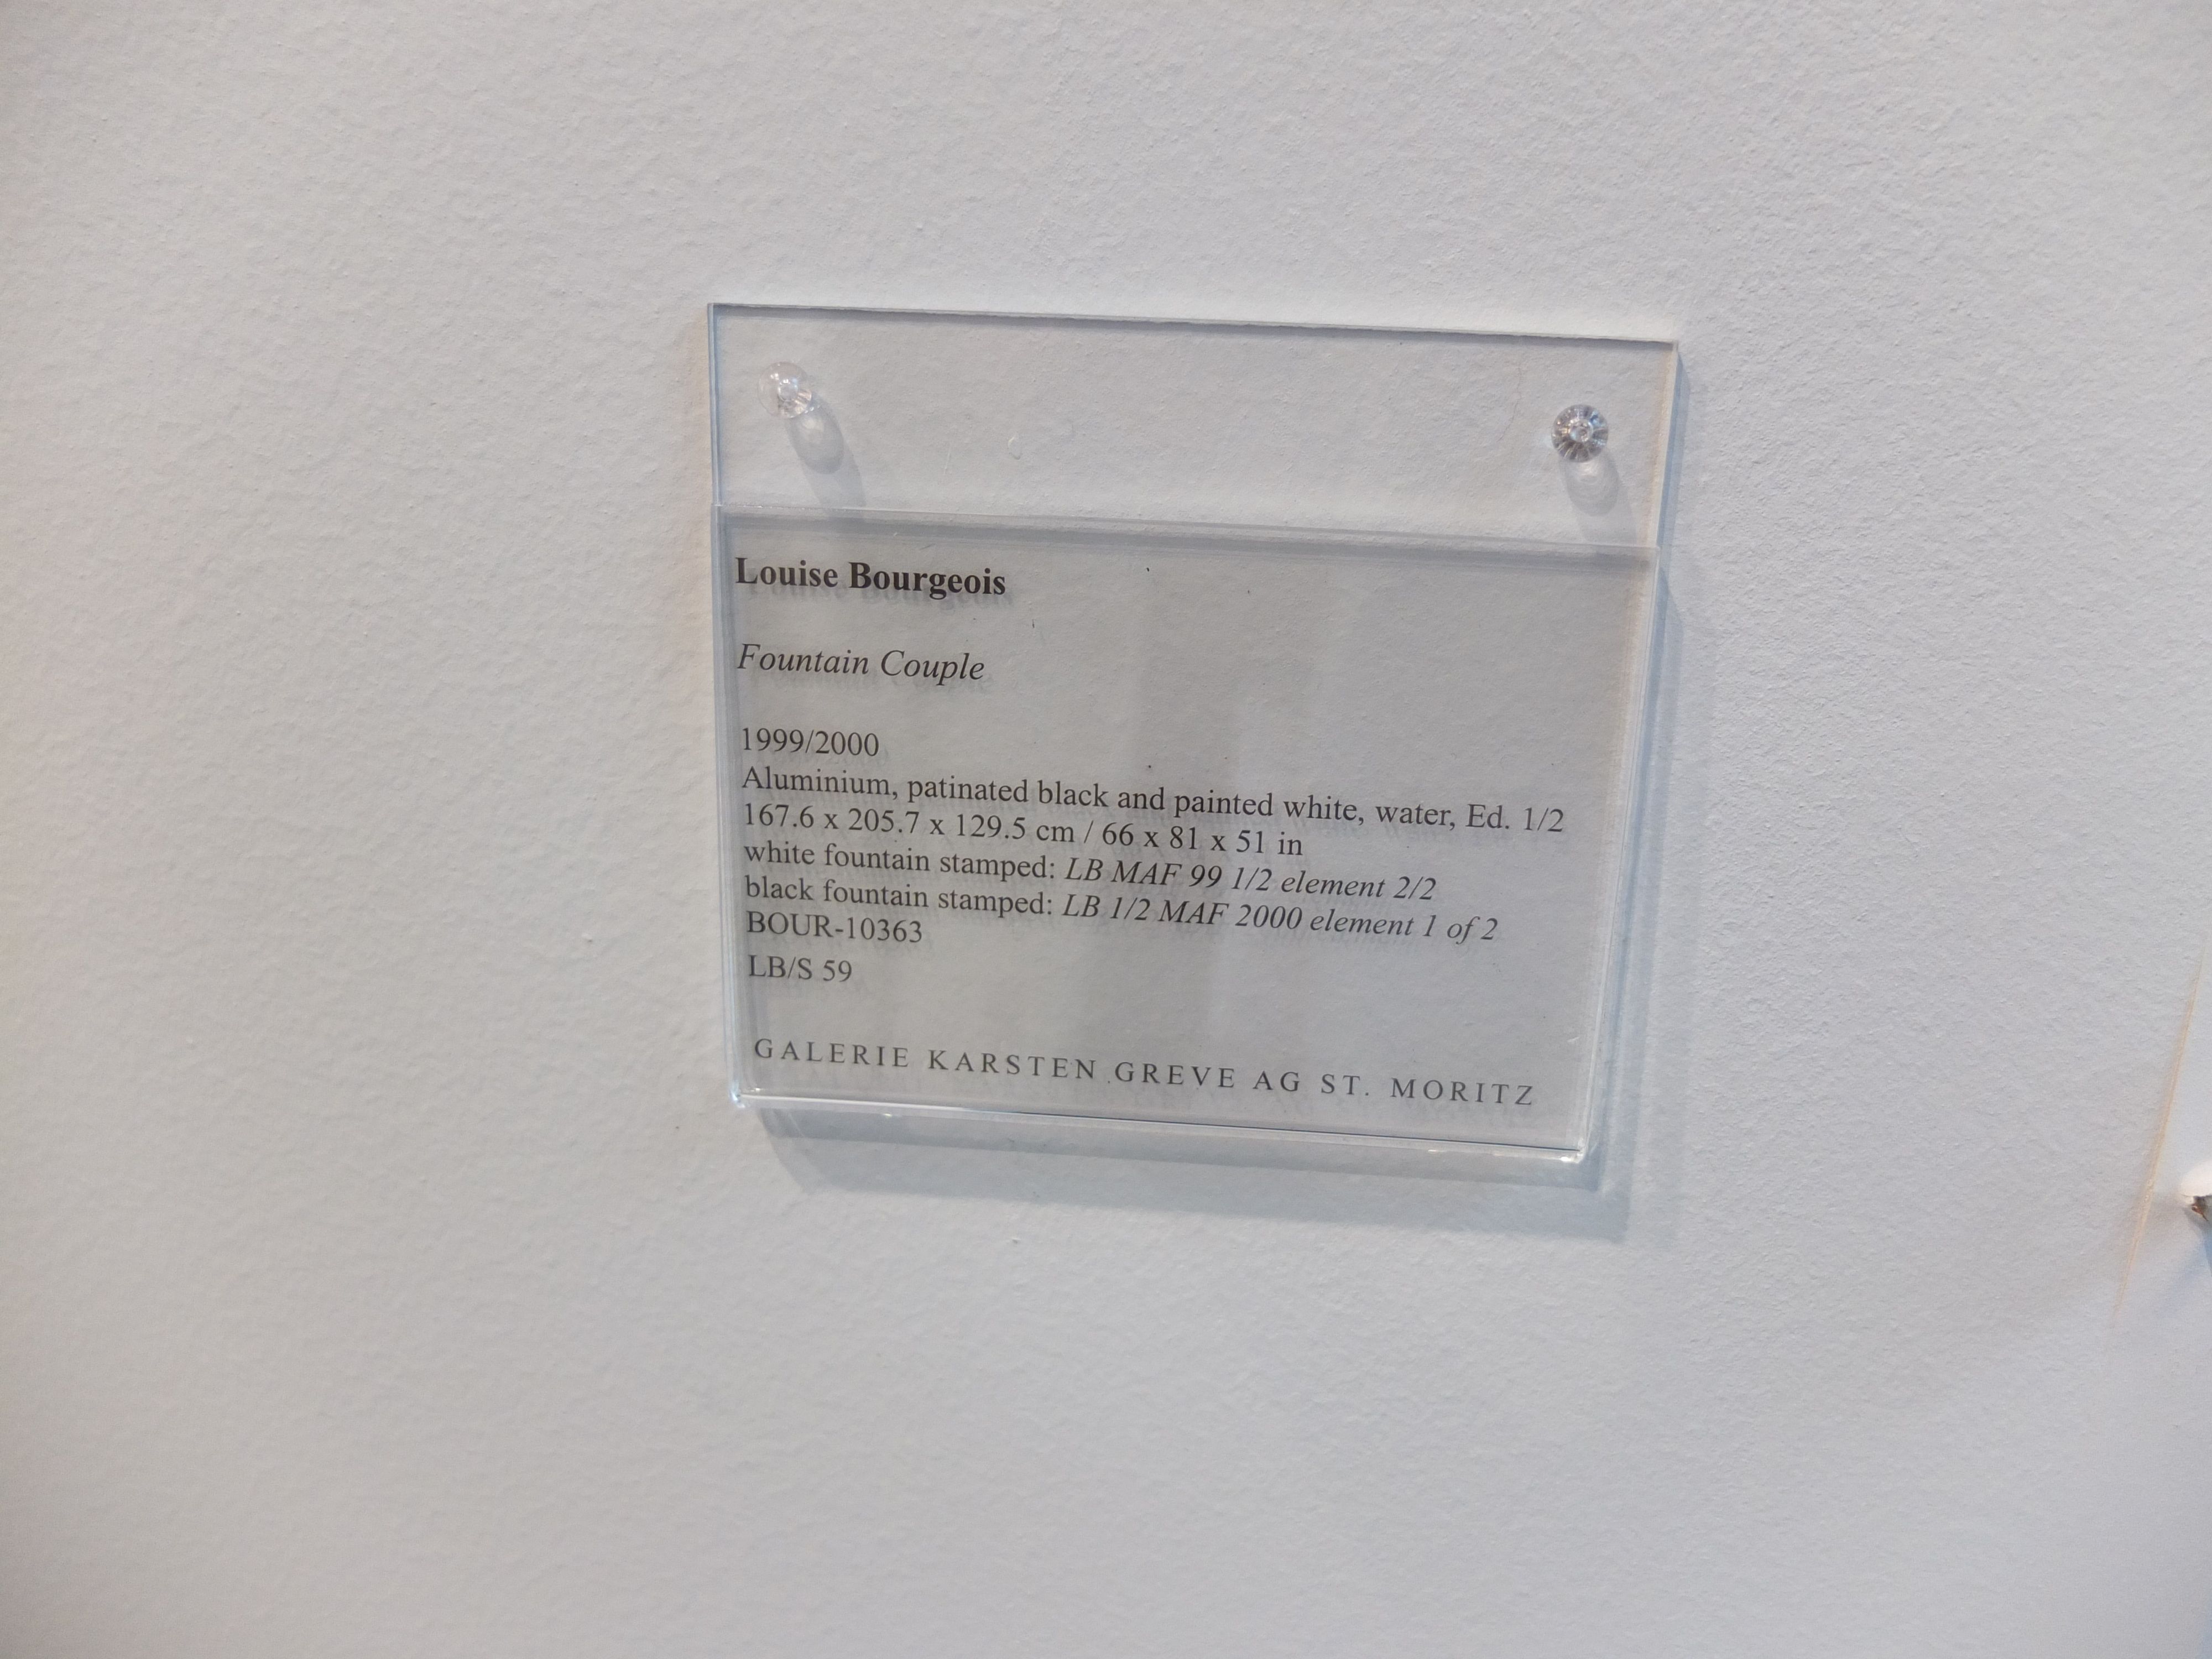 Louise Bourgeois
Fountain Couple
1999/2000
Aluminium, patinated black and painted white, water, Ed. 1/2
167.6 x 205.7 x 129.5 cm / 66 x 81 x 51 in
white fountain stamped: LB MAF 99 1/2 element 2/2
black fountain stamped: LB 1/2 MAF 2000 element 1 of 2
BOUR-10363
LB/S 59
GALERIE KARSTEN GREVE AG ST. MORITZ